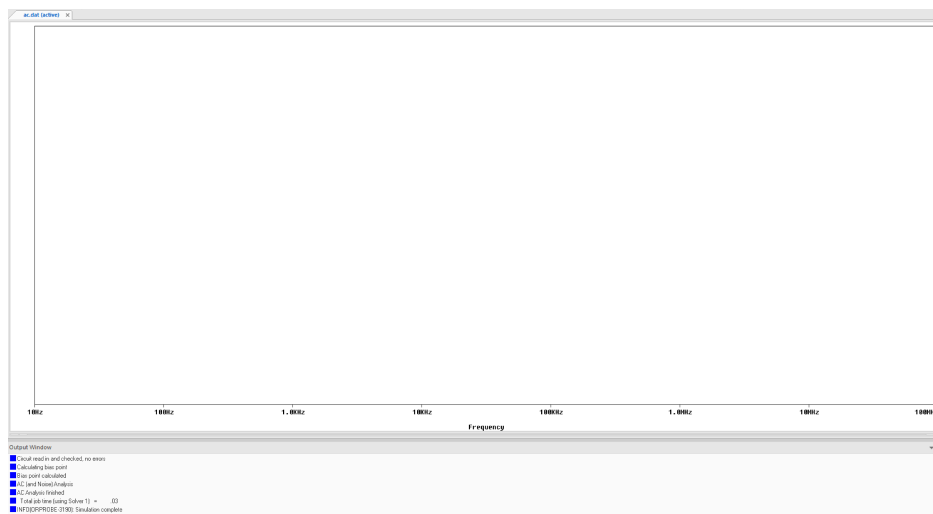 ac.dat (active) ×
10Hz 100Hz 1.0KHz 10KHz 100KHz 1.0MHz 10MHz 100M
Frequency
Output Window
Circuit read in and checked, no errors
Calculating bias point
Bias point calculated
AC (and Noise) Analysis
AC Analysis finished
Total job time (using Solver 1) = .03
INFO(ORPROBE-3190): Simulation complete